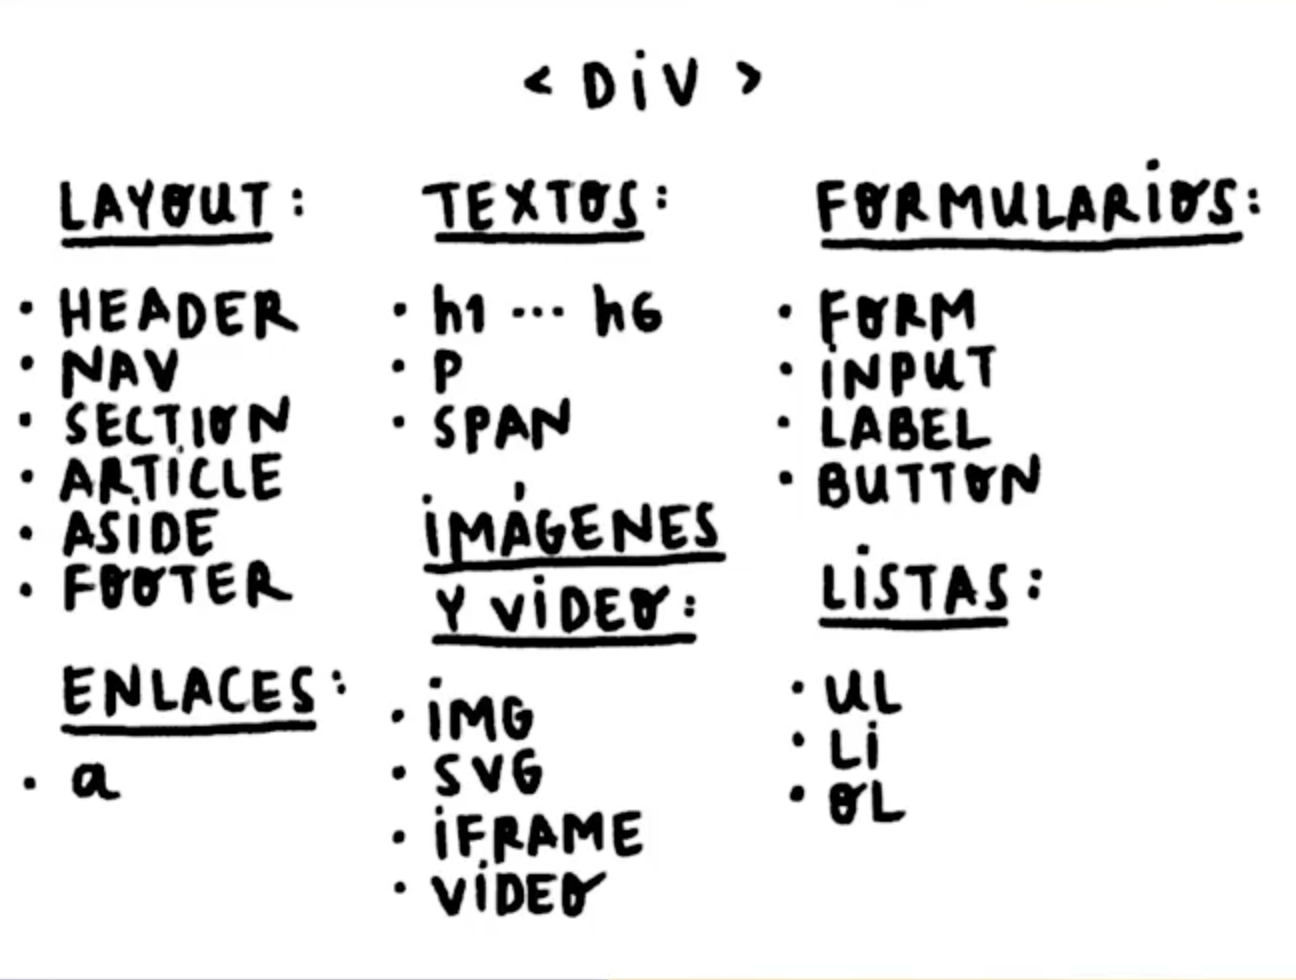 < DiV >
LAYOUT:
• HEADER
• NAV
• SECTION
• ARTiCLE
• ASiDE
• FOOTER
ENLACES:
• a
TEXTOS:
• h1 ... h6
• P
• SPAN
iMÁGENES
Y ViDEO:
• iMG
• SVG
• iFRAME
• ViDEO
FORMULARiOS:
• FORM
• iNPUT
• LABEL
• BUTTON
LiSTAS:
• UL
• Li
• OL